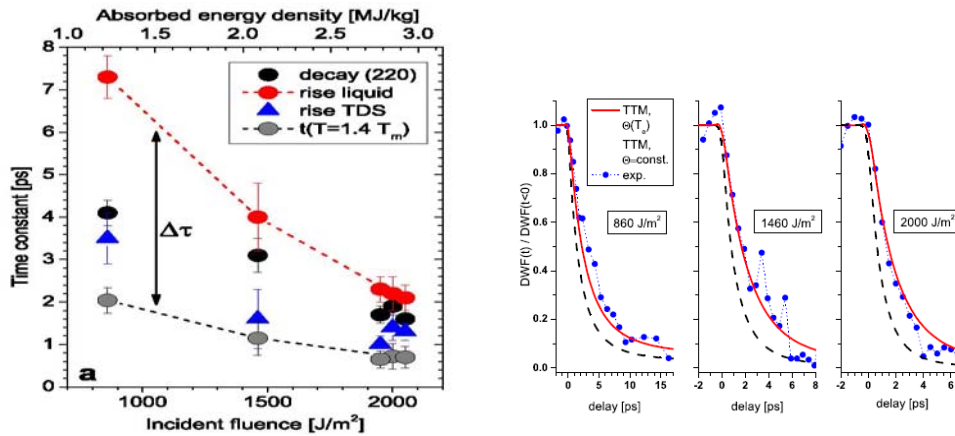 Absorbed energy density [MJ/kg]
1.0 1.5 2.0 2.5 3.0
8
7
6
5
4
3
2
1
0
Time constant [ps]
decay (220)
rise liquid
rise TDS
t(T=1.4 Tm)
Δτ
a
1000 1500 2000
Incident fluence [J/m²]
1.0
0.8
0.6
0.4
0.2
0.0
DWF(t) / DWF(t<0)
TTM,
Θ(Te)
TTM,
Θ=const.
exp.
860 J/m²
1460 J/m²
2000 J/m²
0 5 10 15
-2 0 2 4 6 8
-2 0 2 4 6
delay [ps]
delay [ps]
delay [ps]